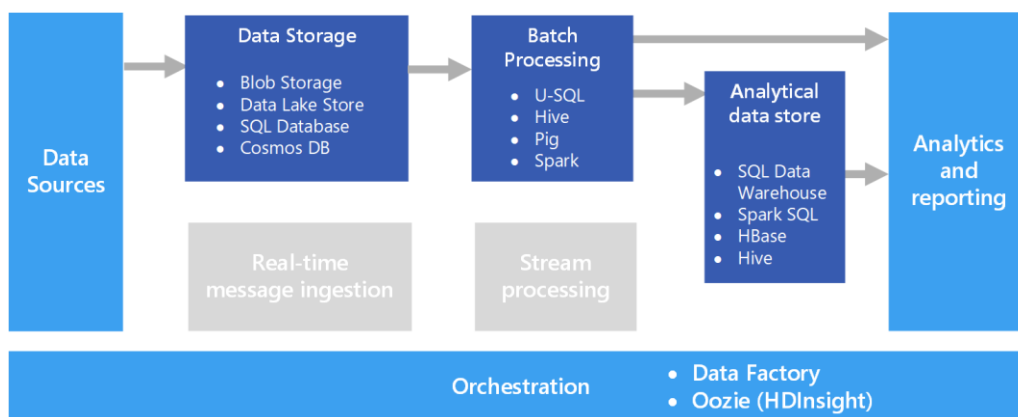 Data
Sources
Data Storage
• Blob Storage
• Data Lake Store
• SQL Database
• Cosmos DB
Real-time
message ingestion
Batch
Processing
• U-SQL
• Hive
• Pig
• Spark
Stream
processing
Analytical
data store
• SQL Data
Warehouse
• Spark SQL
• HBase
• Hive
Analytics
and
reporting
Orchestration
• Data Factory
• Oozie (HDInsight)